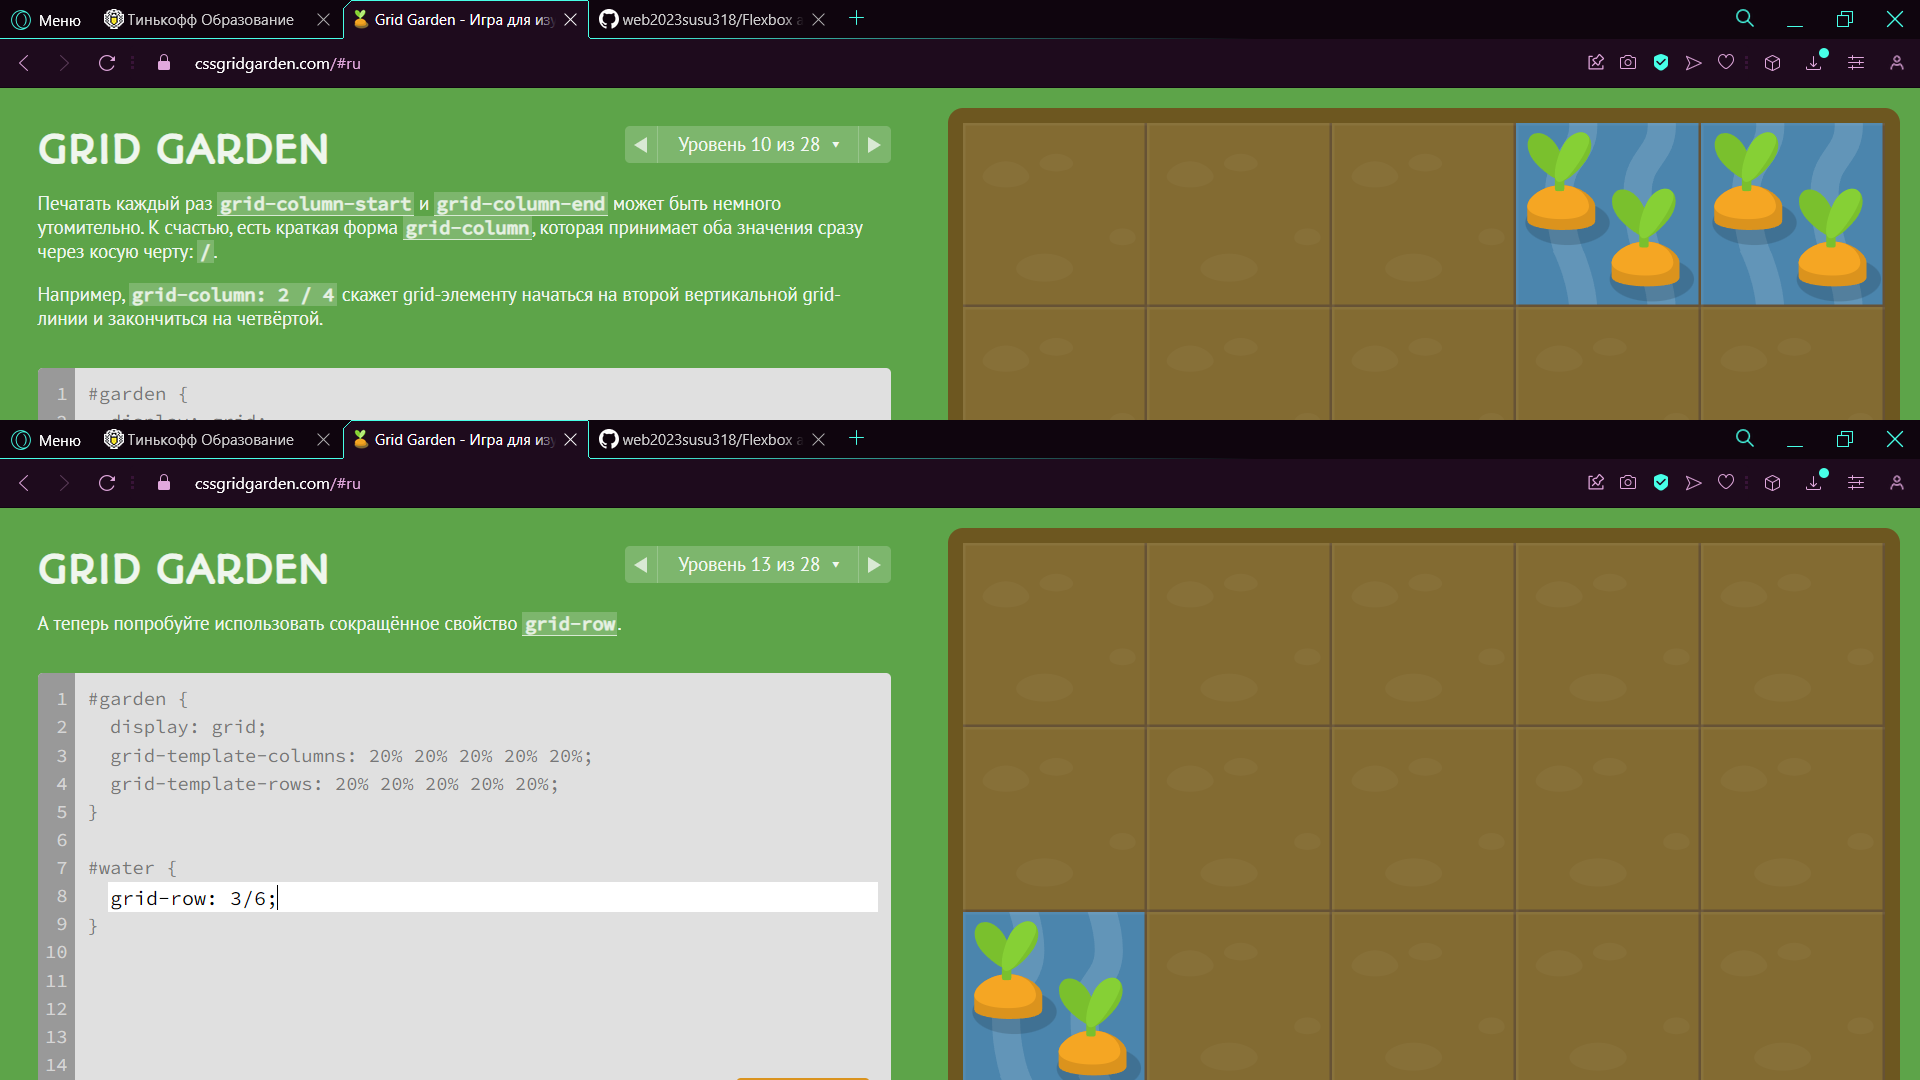 Меню
Тинькофф Образование
Grid Garden - Игра для из
web2023susu318/Flexbox a
cssgridgarden.com/#ru
GRID GARDEN
Уровень 10 из 28
Печатать каждый раз grid-column-start и grid-column-end может быть немного
утомительно. К счастью, есть краткая форма grid-column, которая принимает оба значения сразу
через косую черту: /.
Например, grid-column: 2 / 4 скажет grid-элементу начаться на второй вертикальной grid-
линии и закончиться на четвёртой.
1 #garden {
2 display: grid;
Меню
Тинькофф Образование
Grid Garden - Игра для из
web2023susu318/Flexbox a
cssgridgarden.com/#ru
GRID GARDEN
Уровень 13 из 28
А теперь попробуйте использовать сокращённое свойство grid-row.
1 #garden {
2 display: grid;
3 grid-template-columns: 20% 20% 20% 20% 20%;
4 grid-template-rows: 20% 20% 20% 20% 20%;
5 }
6
7 #water {
8 grid-row: 3/6;
9 }
10
11
12
13
14